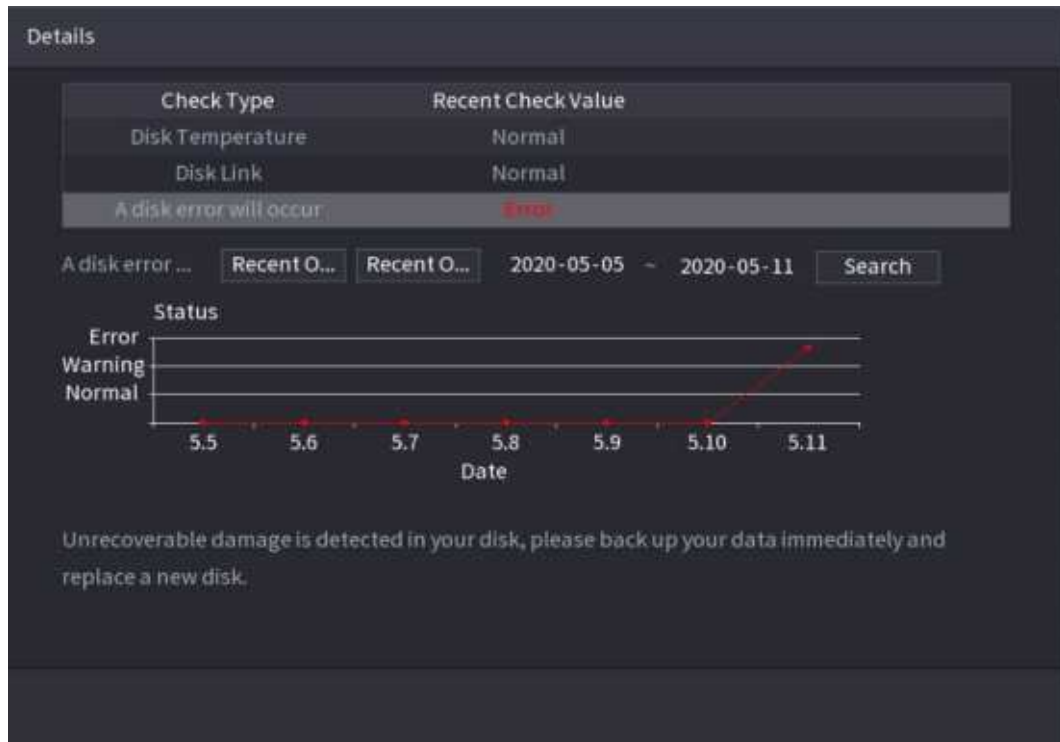 Details
Check Type Recent Check Value
Disk Temperature Normal
Disk Link Normal
A disk error will occur Error
A disk error ... Recent O... Recent O... 2020-05-05 ~ 2020-05-11 Search
Status
Error
Warning
Normal
5.5 5.6 5.7 5.8 5.9 5.10 5.11
Date
Unrecoverable damage is detected in your disk, please back up your data immediately and
replace a new disk.